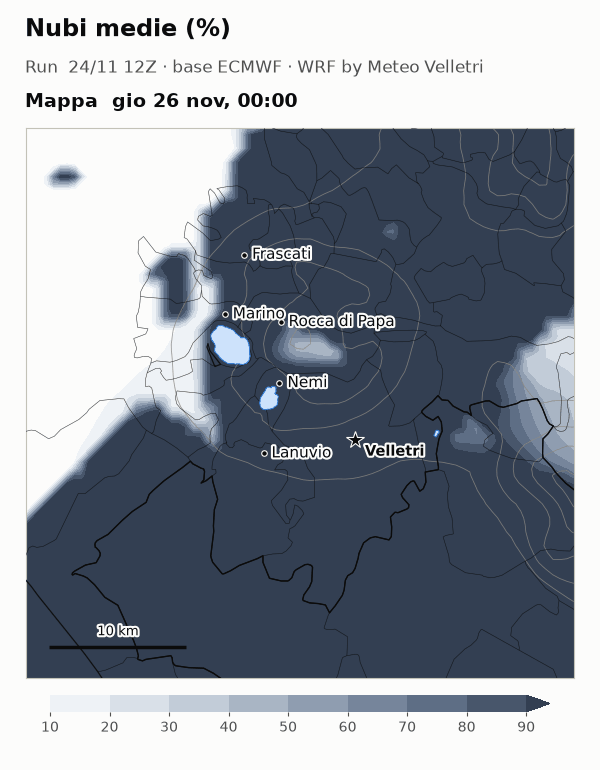 Nubi medie (%)
Run  24/11 12Z · base ECMWF · WRF by Meteo Velletri
Mappa  gio 26 nov, 00:00
Frascati
Marino
Rocca di Papa
Nemi
Velletri
Lanuvio
10 km
10 20 30 40 50 60 70 80 90